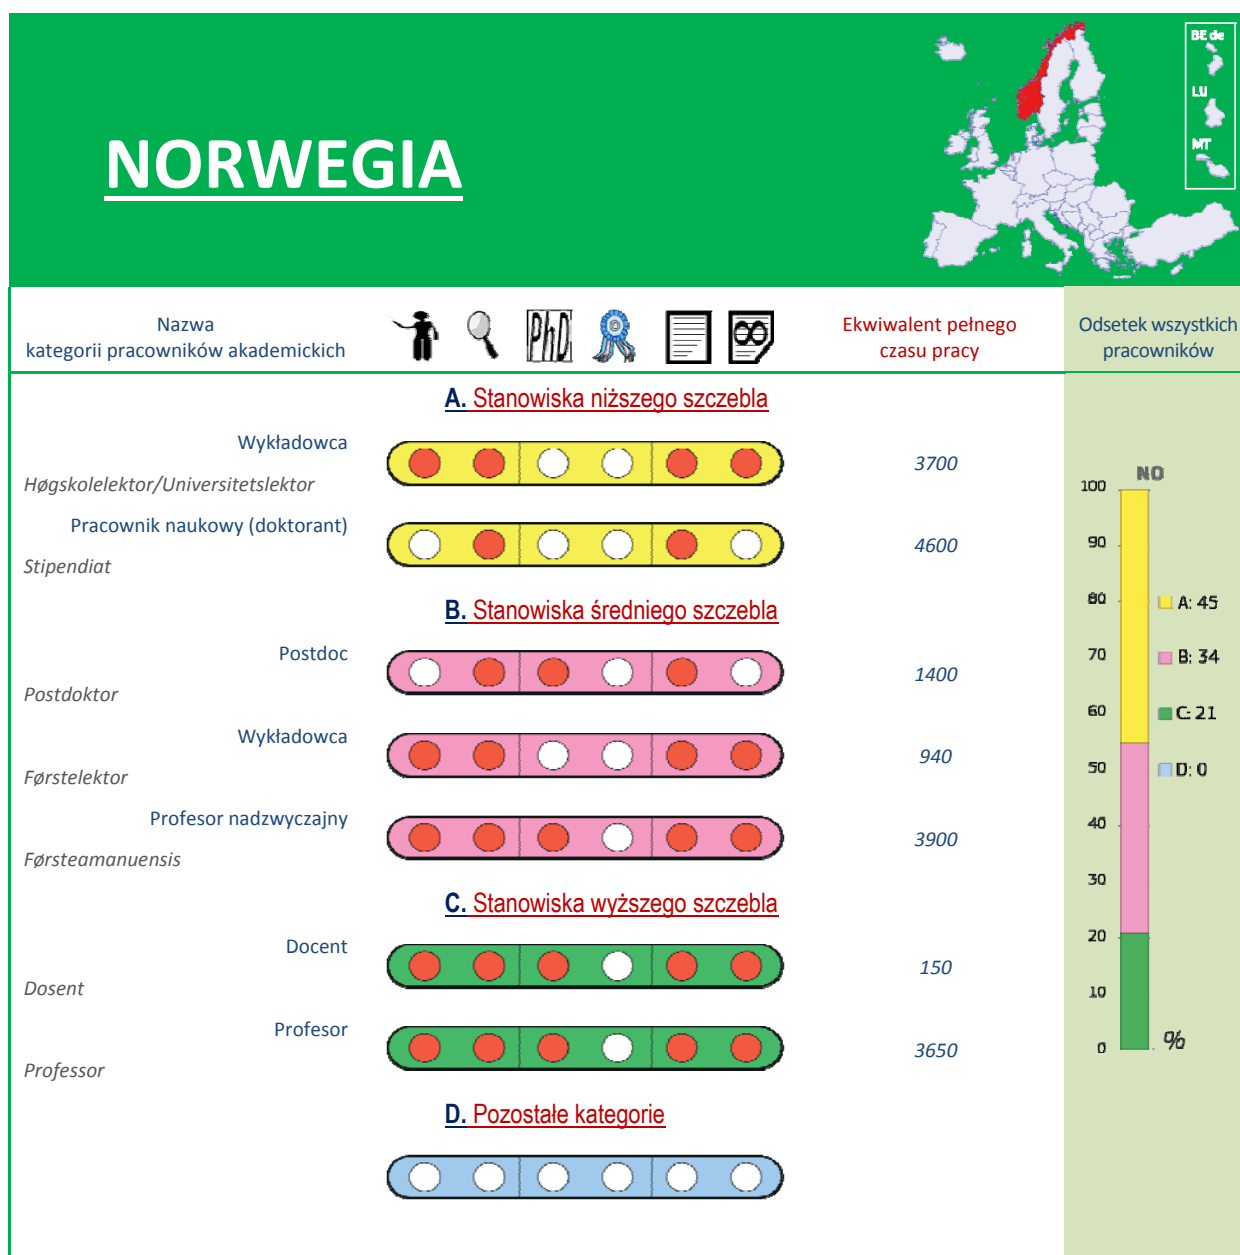 BE de
LU
MT
NORWEGIA
Nazwa
kategorii pracowników akademickich
PhD
Ekwiwalent pełnego
czasu pracy
Odsetek wszystkich
pracowników
A. Stanowiska niższego szczebla
Wykładowca
3700
Høgskolelektor/Universitetslektor
Pracownik naukowy (doktorant)
4600
Stipendiat
B. Stanowiska średniego szczebla
Postdoc
1400
Postdoktor
Wykładowca
940
Førstelektor
Profesor nadzwyczajny
3900
Førsteamanuensis
C. Stanowiska wyższego szczebla
Docent
150
Dosent
Profesor
3650
Professor
D. Pozostałe kategorie
NO
100
90
80
70
60
50
40
30
20
10
0
%
A: 45
B: 34
C: 21
D: 0